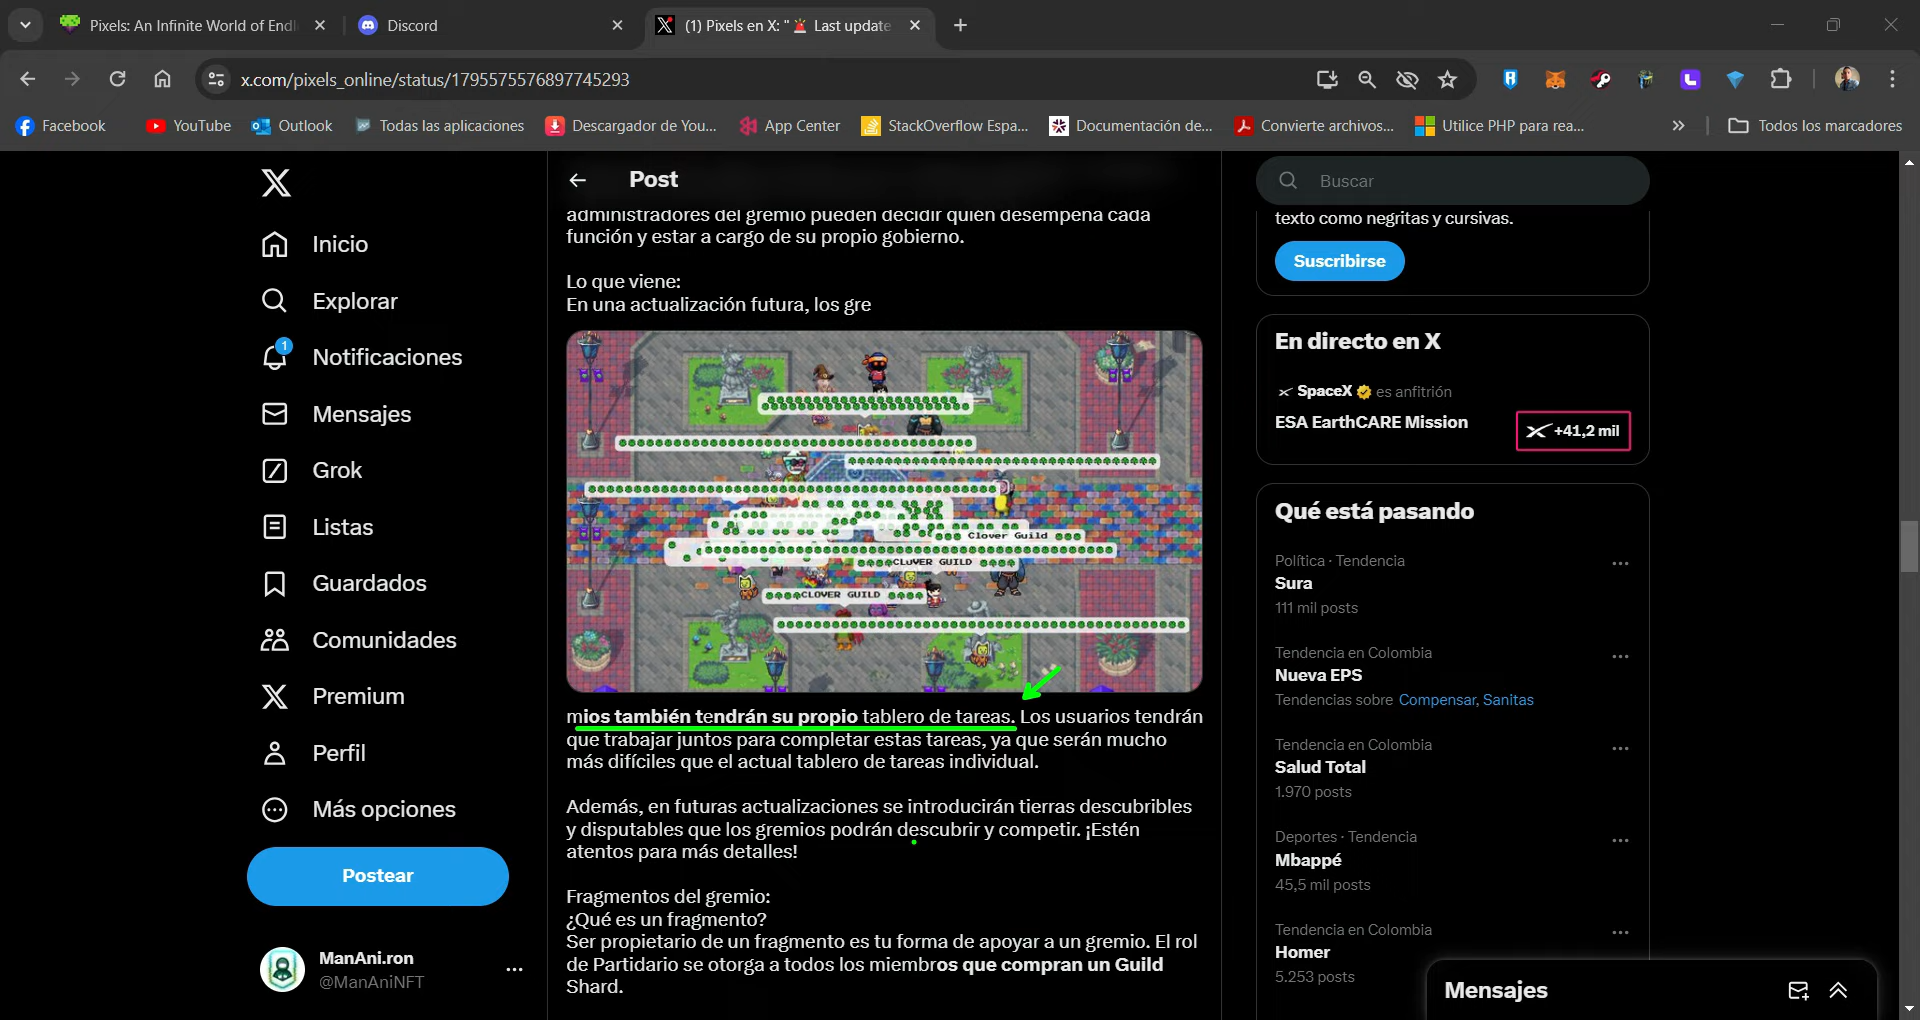 Pixels: An Infinite World of Endl
Discord
(1) Pixels en X: "🚨 Last update
x.com/pixels_online/status/1795575576897745293
Facebook
YouTube
Outlook
Todas las aplicaciones
Descargador de You...
App Center
StackOverflow Espa...
Documentación de...
Convierte archivos...
Utilice PHP para rea...
Todos los marcadores
Inicio
Explorar
1
Notificaciones
Mensajes
Grok
Listas
Guardados
Comunidades
Premium
Perfil
Más opciones
Postear
ManAni.ron
@ManAniNFT
Post
administradores del gremio pueden decidir quién desempeña cada
función y estar a cargo de su propio gobierno.
Lo que viene:
En una actualización futura, los gre
Clover Guild
CLOVER GUILD
CLOVER GUILD
mios también tendrán su propio tablero de tareas. Los usuarios tendrán
que trabajar juntos para completar estas tareas, ya que serán mucho
más difíciles que el actual tablero de tareas individual.
Además, en futuras actualizaciones se introducirán tierras descubribles
y disputables que los gremios podrán descubrir y competir. ¡Estén
atentos para más detalles!
Fragmentos del gremio:
¿Qué es un fragmento?
Ser propietario de un fragmento es tu forma de apoyar a un gremio. El rol
de Partidario se otorga a todos los miembros que compran un Guild
Shard.
Buscar
texto como negritas y cursivas.
Suscribirse
En directo en X
SpaceX es anfitrión
ESA EarthCARE Mission
+41,2 mil
Qué está pasando
Política · Tendencia
Sura
111 mil posts
Tendencia en Colombia
Nueva EPS
Tendencias sobre Compensar, Sanitas
Tendencia en Colombia
Salud Total
1.970 posts
Deportes · Tendencia
Mbappé
45,5 mil posts
Tendencia en Colombia
Homer
5.253 posts
Mensajes